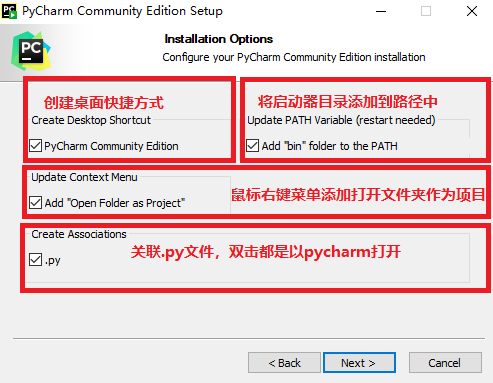 PyCharm Community Edition Setup
PC
Installation Options
Configure your PyCharm Community Edition installation
创建桌面快捷方式
将启动器目录添加到路径中
Create Desktop Shortcut
Update PATH Variable (restart needed)
PyCharm Community Edition
Add "bin" folder to the PATH
Update Context Menu
鼠标右键菜单添加打开文件夹作为项目
Add "Open Folder as Project"
Create Associations
关联.py文件，双击都是以pycharm打开
.py
< Back
Next >
Cancel